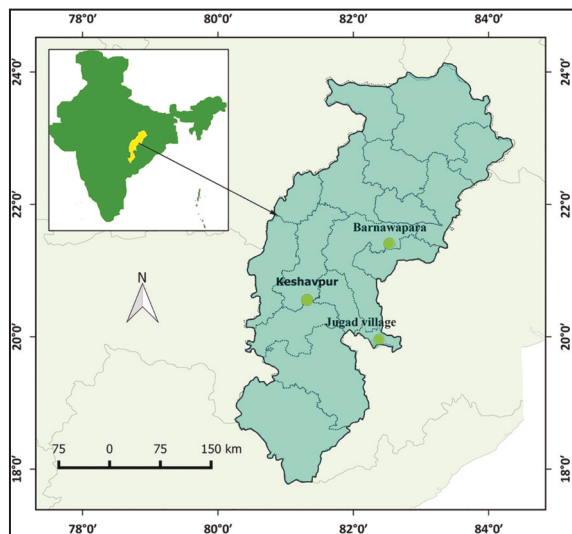 78°0′ 80°0′ 82°0′ 84°0′
24°0′ 24°0′
22°0′ 22°0′
Barnawapara
Keshavpur
N
Jugad village
20°0′ 20°0′
75 0 75 150 km
18°0′ 18°0′
78°0′ 80°0′ 82°0′ 84°0′